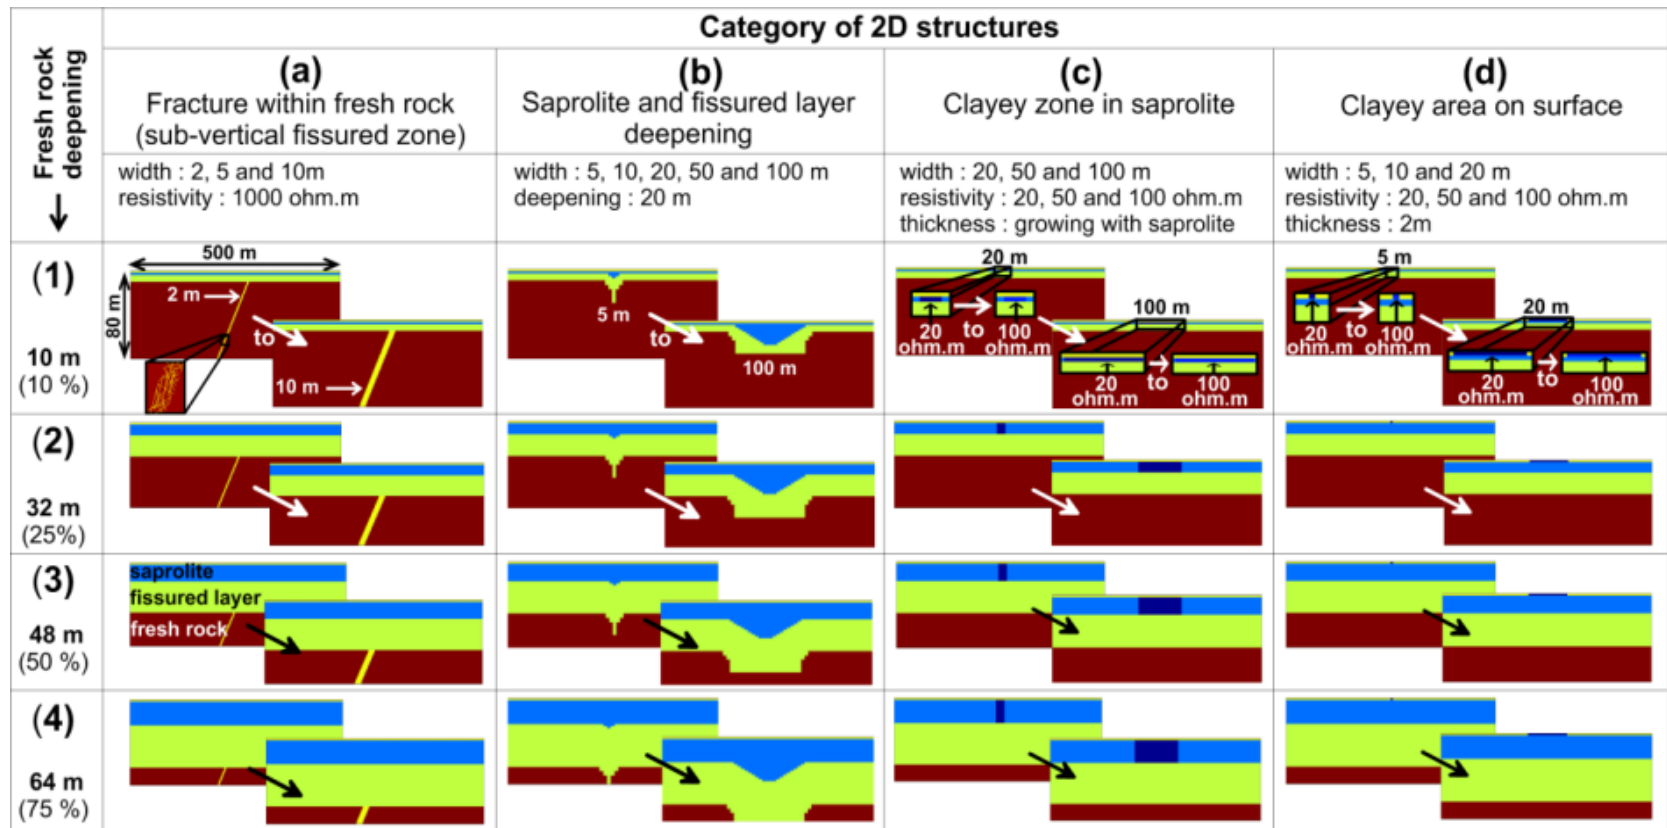 Fresh rock
deepening
Category of 2D structures
(a)
Fracture within fresh rock
(sub-vertical fissured zone)
(b)
Saprolite and fissured layer
deepening
(c)
Clayey zone in saprolite
(d)
Clayey area on surface
width : 2, 5 and 10m
resistivity : 1000 ohm.m
width : 5, 10, 20, 50 and 100 m
deepening : 20 m
width : 20, 50 and 100 m
resistivity : 20, 50 and 100 ohm.m
thickness : growing with saprolite
width : 5, 10 and 20 m
resistivity : 20, 50 and 100 ohm.m
thickness : 2m
(1)
10 m
(10 %)
500 m
80 m
2 m
to
10 m
5 m
to
100 m
20 m
20
ohm.m
to
100
ohm.m
100 m
20
ohm.m
to
100
ohm.m
5 m
20
ohm.m
to
100
ohm.m
20 m
20
ohm.m
to
100
ohm.m
(2)
32 m
(25%)
(3)
48 m
(50 %)
saprolite
fissured layer
fresh rock
(4)
64 m
(75 %)